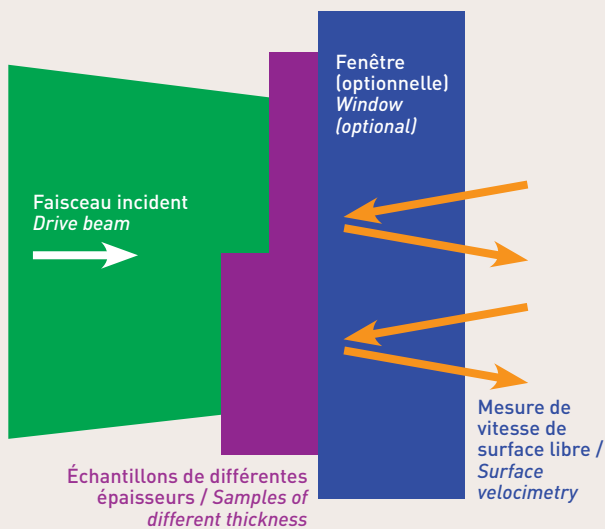 Fenêtre
(optionnelle)
Window
(optional)
Faisceau incident
Drive beam
Mesure de
vitesse de
surface libre /
Surface
velocimetry
Échantillons de différentes
épaisseurs / Samples of
different thickness